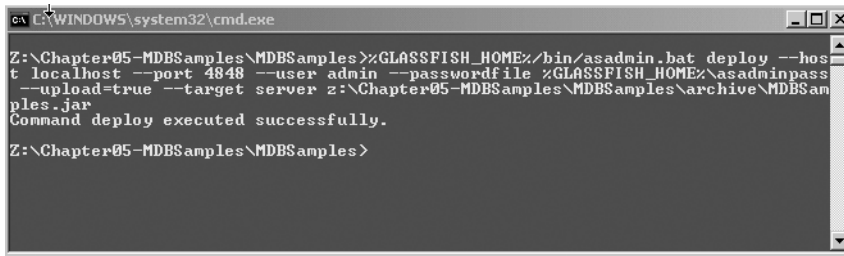 C:\WINDOWS\system32\cmd.exe
Z:\Chapter05-MDBSamples\MDBSamples>%GLASSFISH_HOME%/bin/asadmin.bat deploy --hos
t localhost --port 4848 --user admin --passwordfile %GLASSFISH_HOME%\asadminpass
--upload=true --target server z:\Chapter05-MDBSamples\MDBSamples\archive\MDBSam
ples.jar
Command deploy executed successfully.
Z:\Chapter05-MDBSamples\MDBSamples>